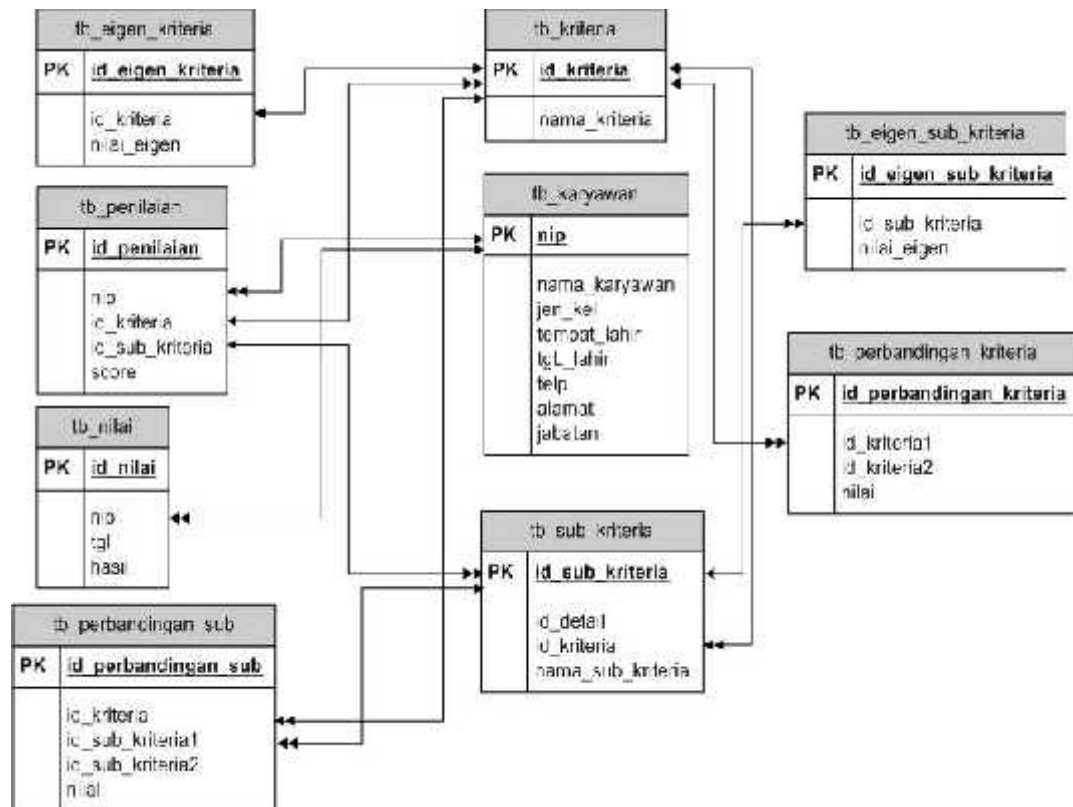 tb_eigen_kriteria
PK id_eigen_kriteria
id_kriteria
nilai_eigen
tb_kriteria
PK id_kriteria
nama_kriteria
tb_eigen_sub_kriteria
PK id_eigen_sub_kriteria
id_sub_kriteria
nilai_eigen
tb_penilaian
PK id_penilaian
nip
id_kriteria
id_sub_kriteria
score
tb_karyawan
PK nip
nama_karyawan
jen_kel
tempat_lahir
tgl_lahir
telp
alamat
jabatan
tb_perbandingan_kriteria
PK id_perbandingan_kriteria
id_kriteria1
id_kriteria2
nilai
tb_nilai
PK id_nilai
nip
tgl
hasil
tb_sub_kriteria
PK id_sub_kriteria
id_detail
id_kriteria
nama_sub_kriteria
tb_perbandingan_sub
PK id_perbandingan_sub
id_kriteria
id_sub_kriteria1
id_sub_kriteria2
nilai